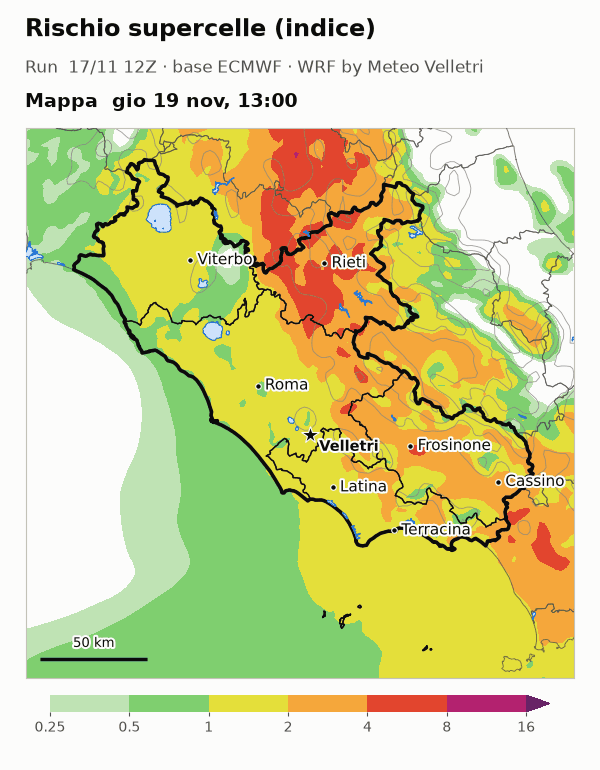 Rischio supercelle (indice)
Run  17/11 12Z · base ECMWF · WRF by Meteo Velletri
Mappa  gio 19 nov, 13:00
Viterbo
Rieti
Roma
Velletri
Frosinone
Latina
Cassino
Terracina
50 km
0.25 0.5 1 2 4 8 16